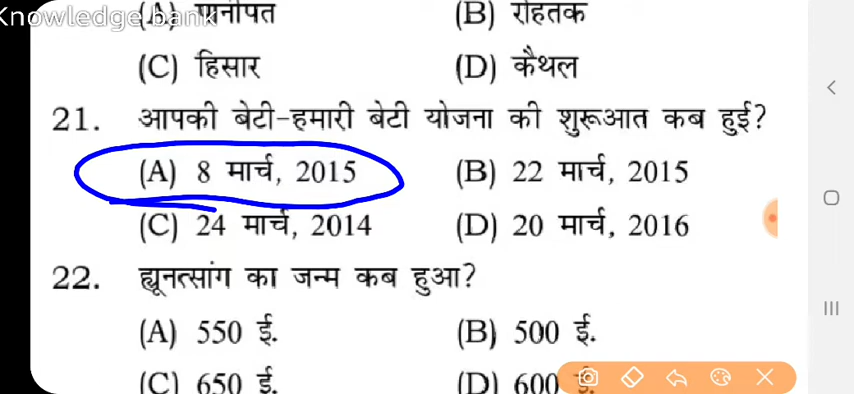 Knowledge bank
(A) पानीपत (B) रोहतक
(C) हिसार (D) कैथल
21. आपकी बेटी-हमारी बेटी योजना की शुरूआत कब हुई?
(A) 8 मार्च, 2015 (B) 22 मार्च, 2015
(C) 24 मार्च, 2014 (D) 20 मार्च, 2016
22. ह्यूनत्सांग का जन्म कब हुआ?
(A) 550 ई. (B) 500 ई.
(C) 650 ई. (D) 600 ई.